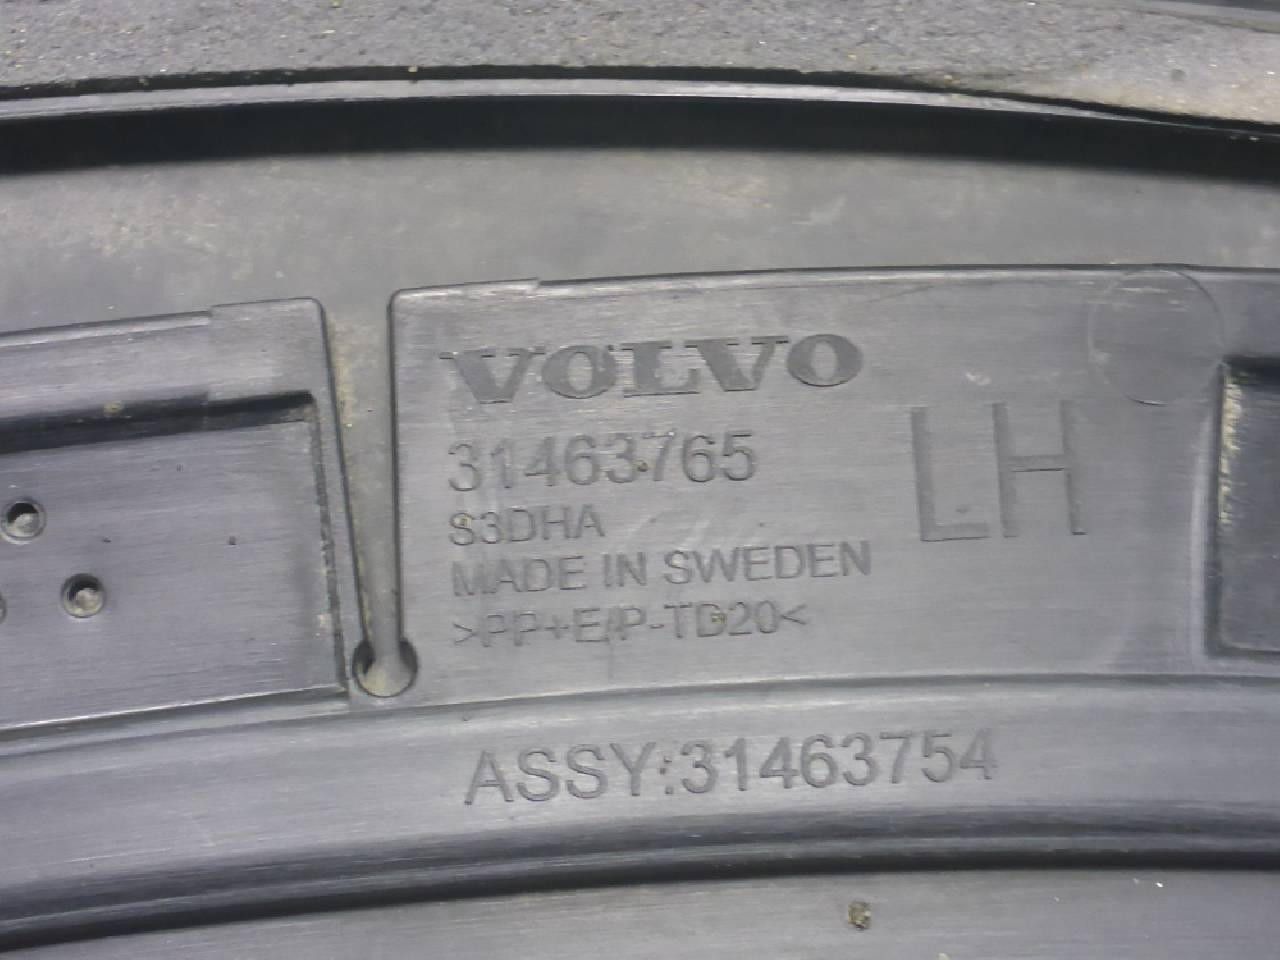 VOLVO
31463765
S3DHA
LH
MADE IN SWEDEN
>PP+E/P-TD20<
ASSY:31463754